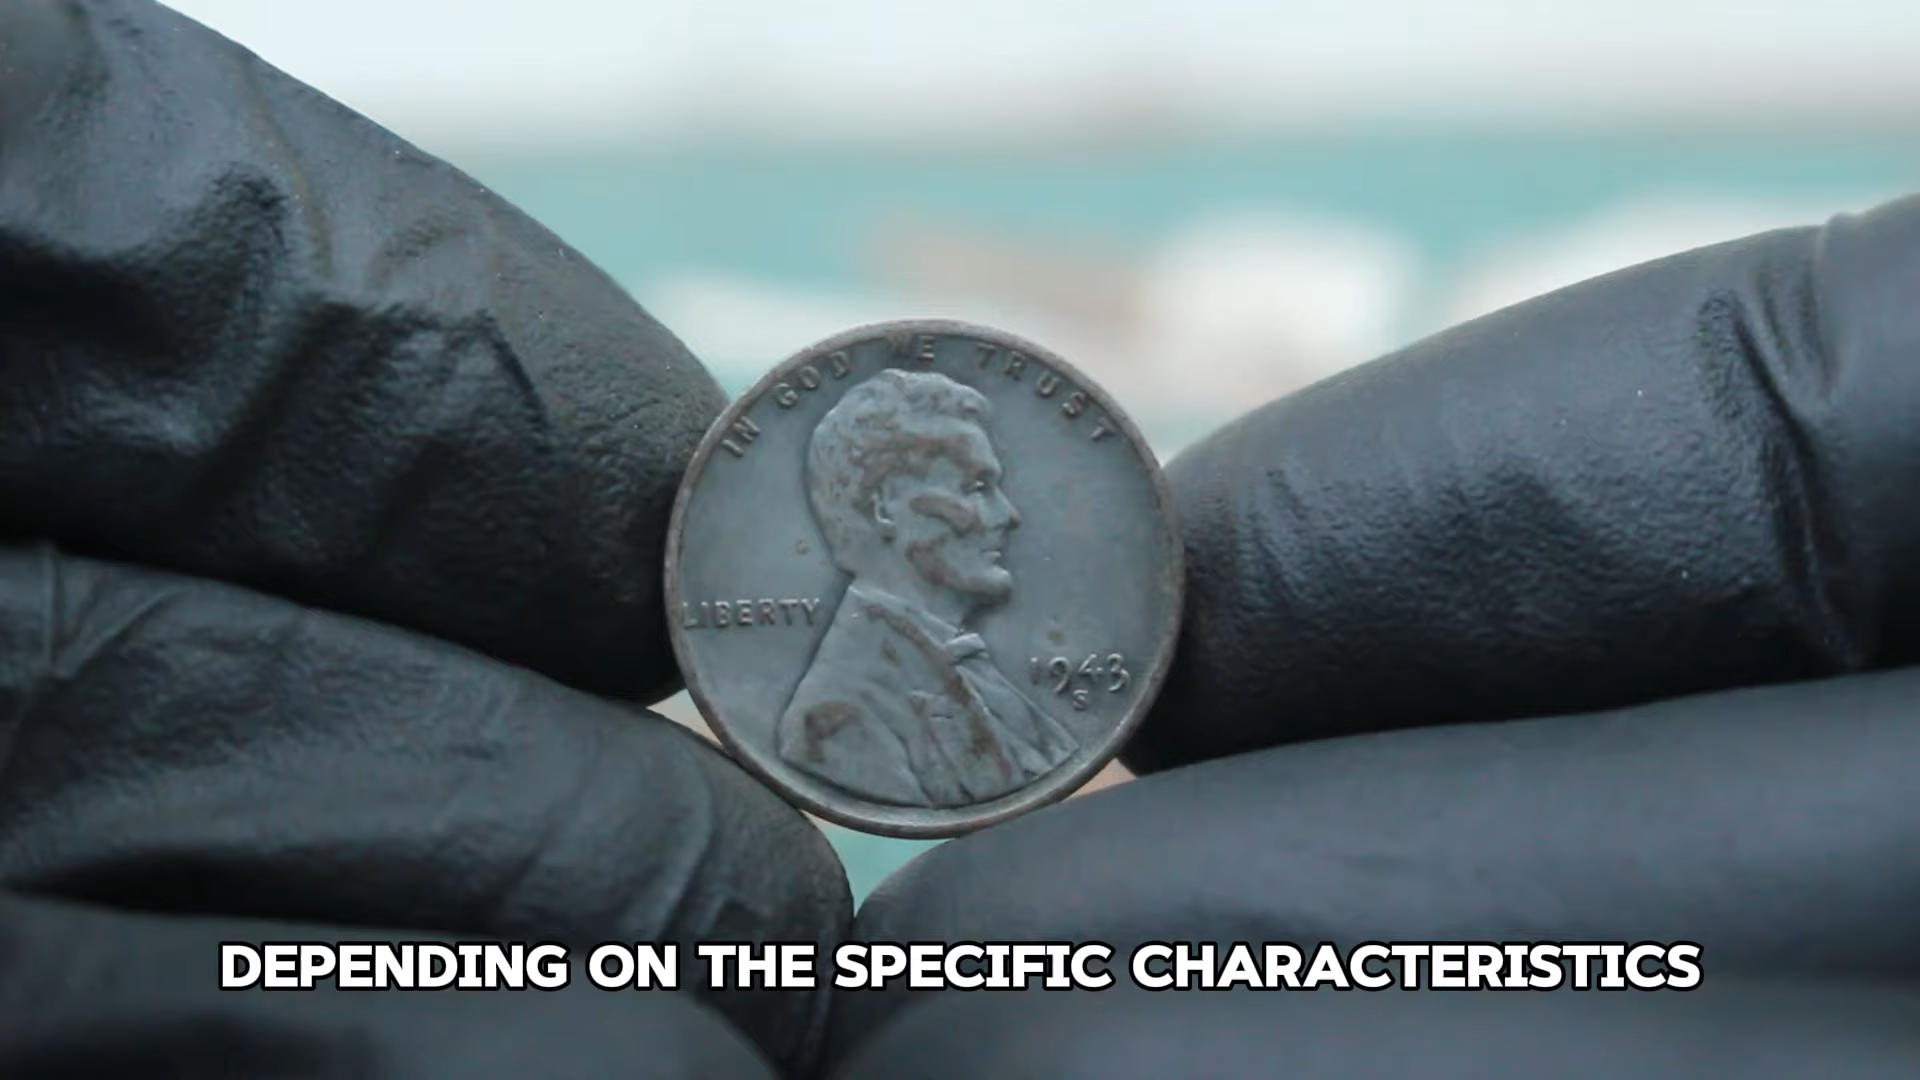 IN GOD WE TRUST
LIBERTY
1943
S
DEPENDING ON THE SPECIFIC CHARACTERISTICS